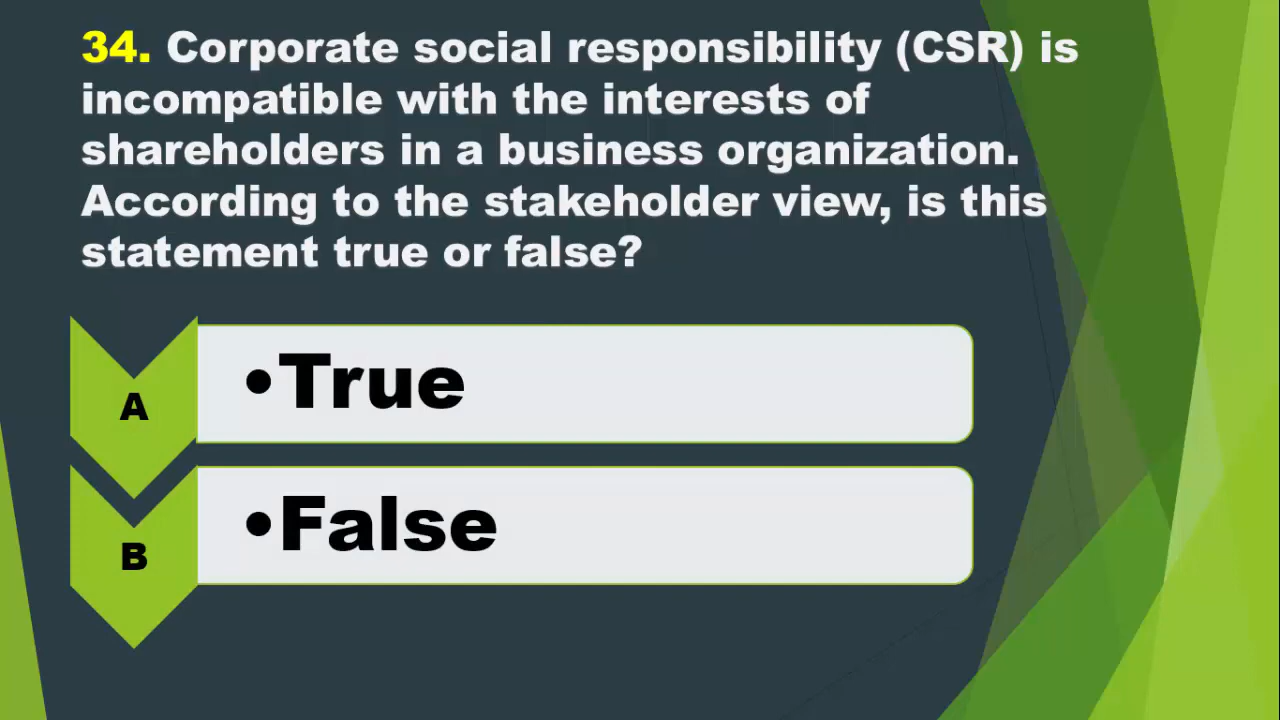 34. Corporate social responsibility (CSR) is
incompatible with the interests of
shareholders in a business organization.
According to the stakeholder view, is this
statement true or false?
A
•True
B
•False